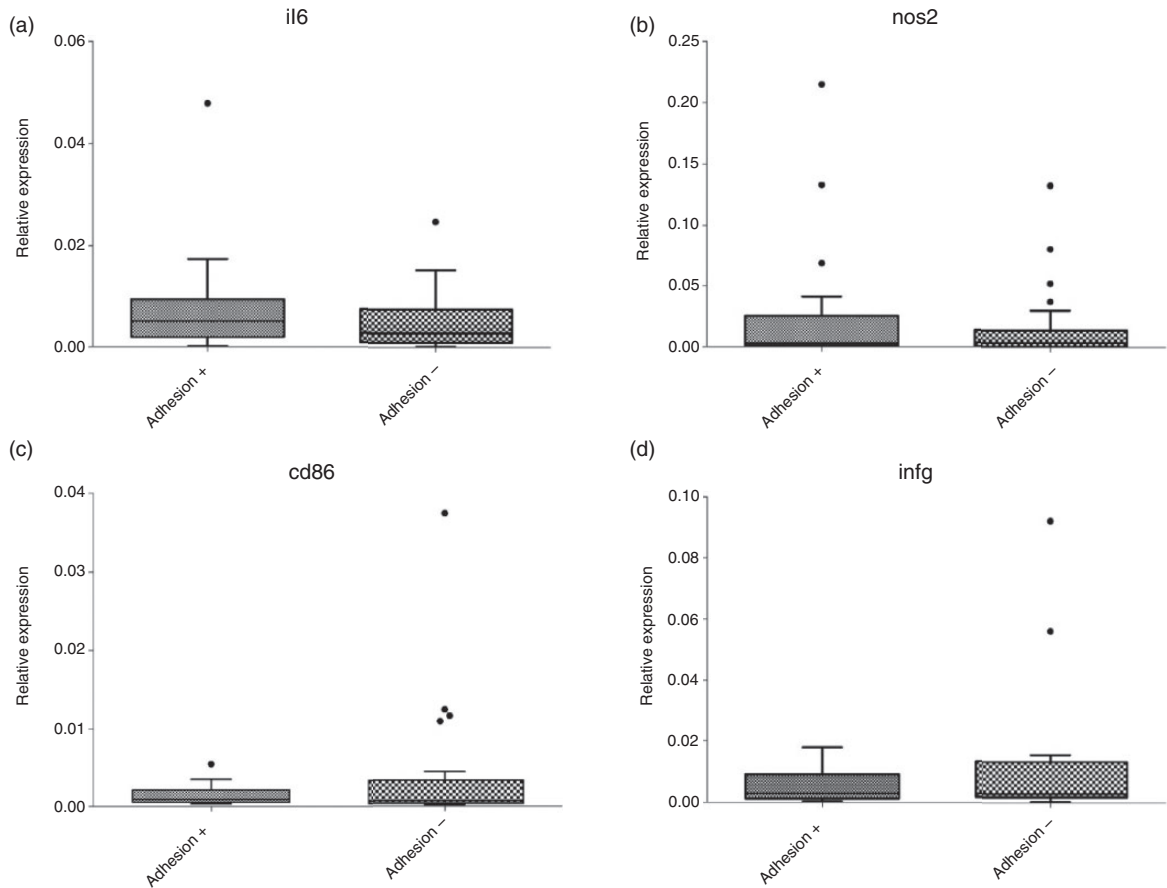 (a)
il6
0.06
0.04
0.02
0.00
Relative expression
Adhesion +
Adhesion –
(b)
nos2
0.25
0.20
0.15
0.10
0.05
0.00
Relative expression
Adhesion +
Adhesion –
(c)
cd86
0.04
0.03
0.02
0.01
0.00
Relative expression
Adhesion +
Adhesion –
(d)
infg
0.10
0.08
0.06
0.04
0.02
0.00
Relative expression
Adhesion +
Adhesion –